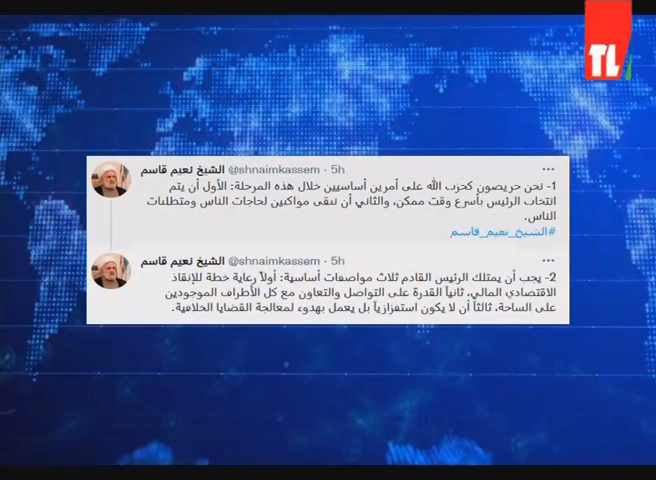 TL
الشيخ نعيم قاسم @shnaimkassem · 5h
1- نحن حريصون كحزب الله على أمرين أساسيين خلال هذه المرحلة: الأول أن يتم
انتخاب الرئيس بأسرع وقت ممكن، والثاني أن نبقى مواكبين لحاجات الناس ومتطلبات
الناس.
#الشيخ_نعيم_قاسم
الشيخ نعيم قاسم @shnaimkassem · 5h
2- يجب أن يمتلك الرئيس القادم ثلاث مواصفات أساسية: أولاً رعاية خطة للإنقاذ
الاقتصادي المالي، ثانياً القدرة على التواصل والتعاون مع كل الأطراف الموجودين
على الساحة، ثالثاً أن لا يكون استفزازياً بل يعمل بهدوء لمعالجة القضايا الخلافية.